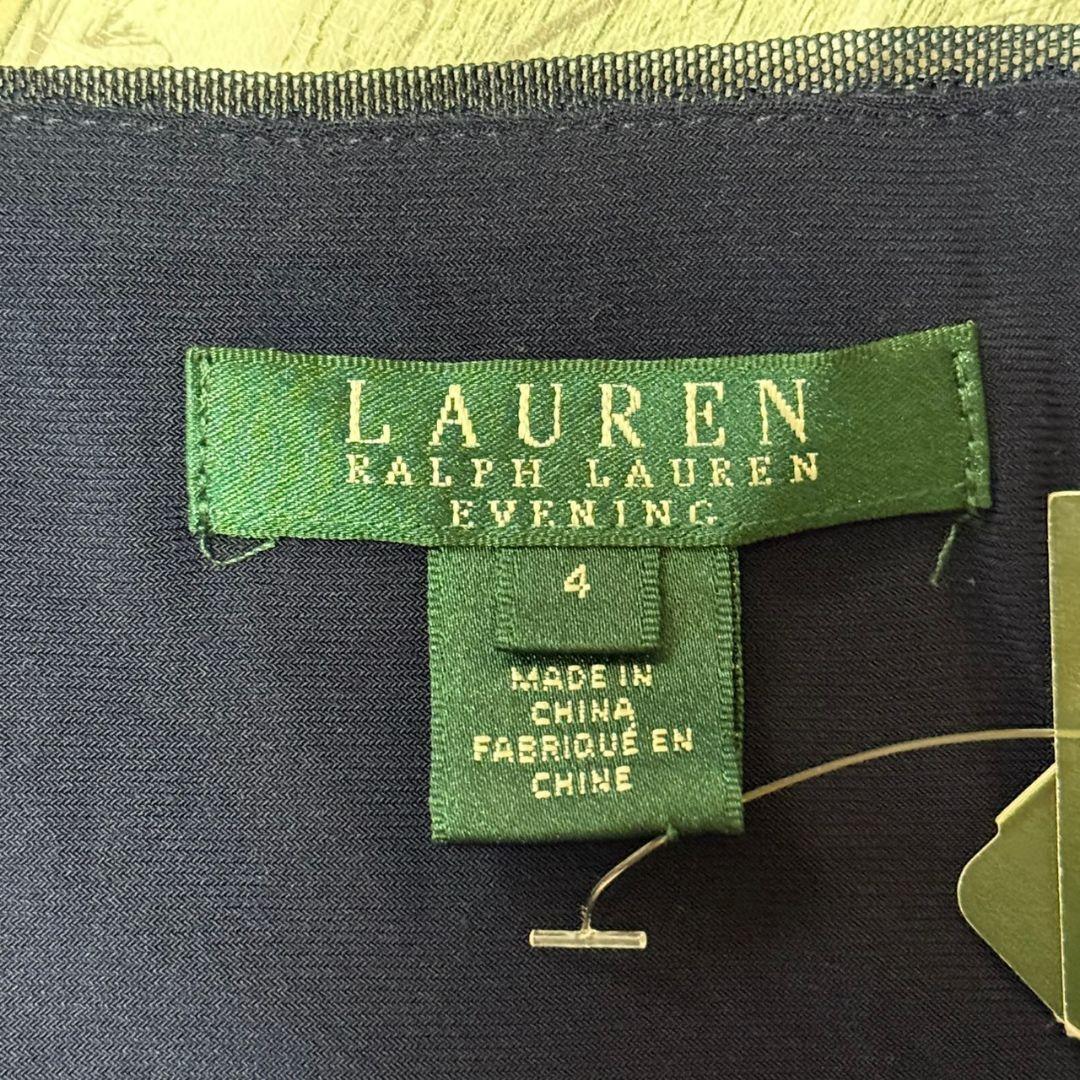 LAUREN
RALPH LAUREN
EVENING
4
MADE IN
CHINA
FABRIQUÉ EN
CHINE